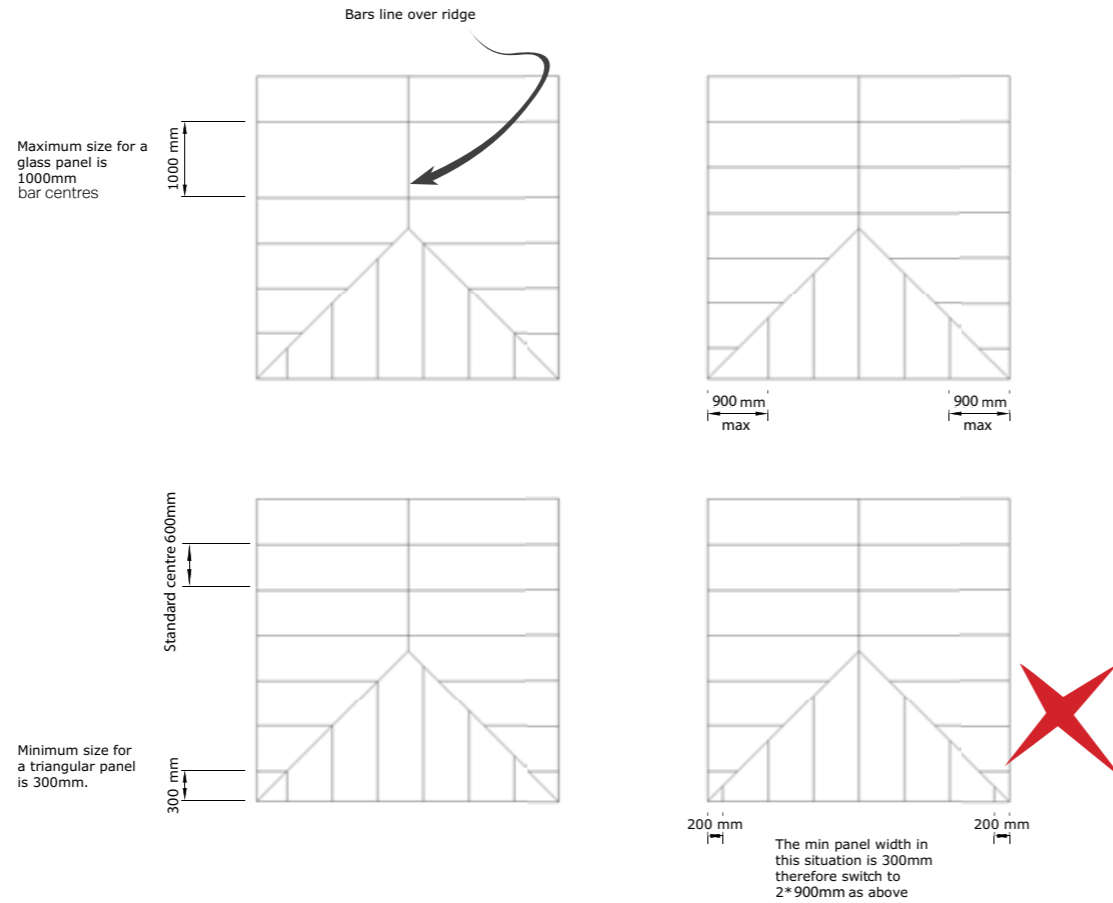 Bars line over ridge
Maximum size for a
glass panel is
1000mm
bar centres
1000 mm
900 mm
max
900 mm
max
Standard centre 600mm
Minimum size for
a triangular panel
is 300mm.
300 mm
200 mm
200 mm
The min panel width in
this situation is 300mm
therefore switch to
2*900mm as above